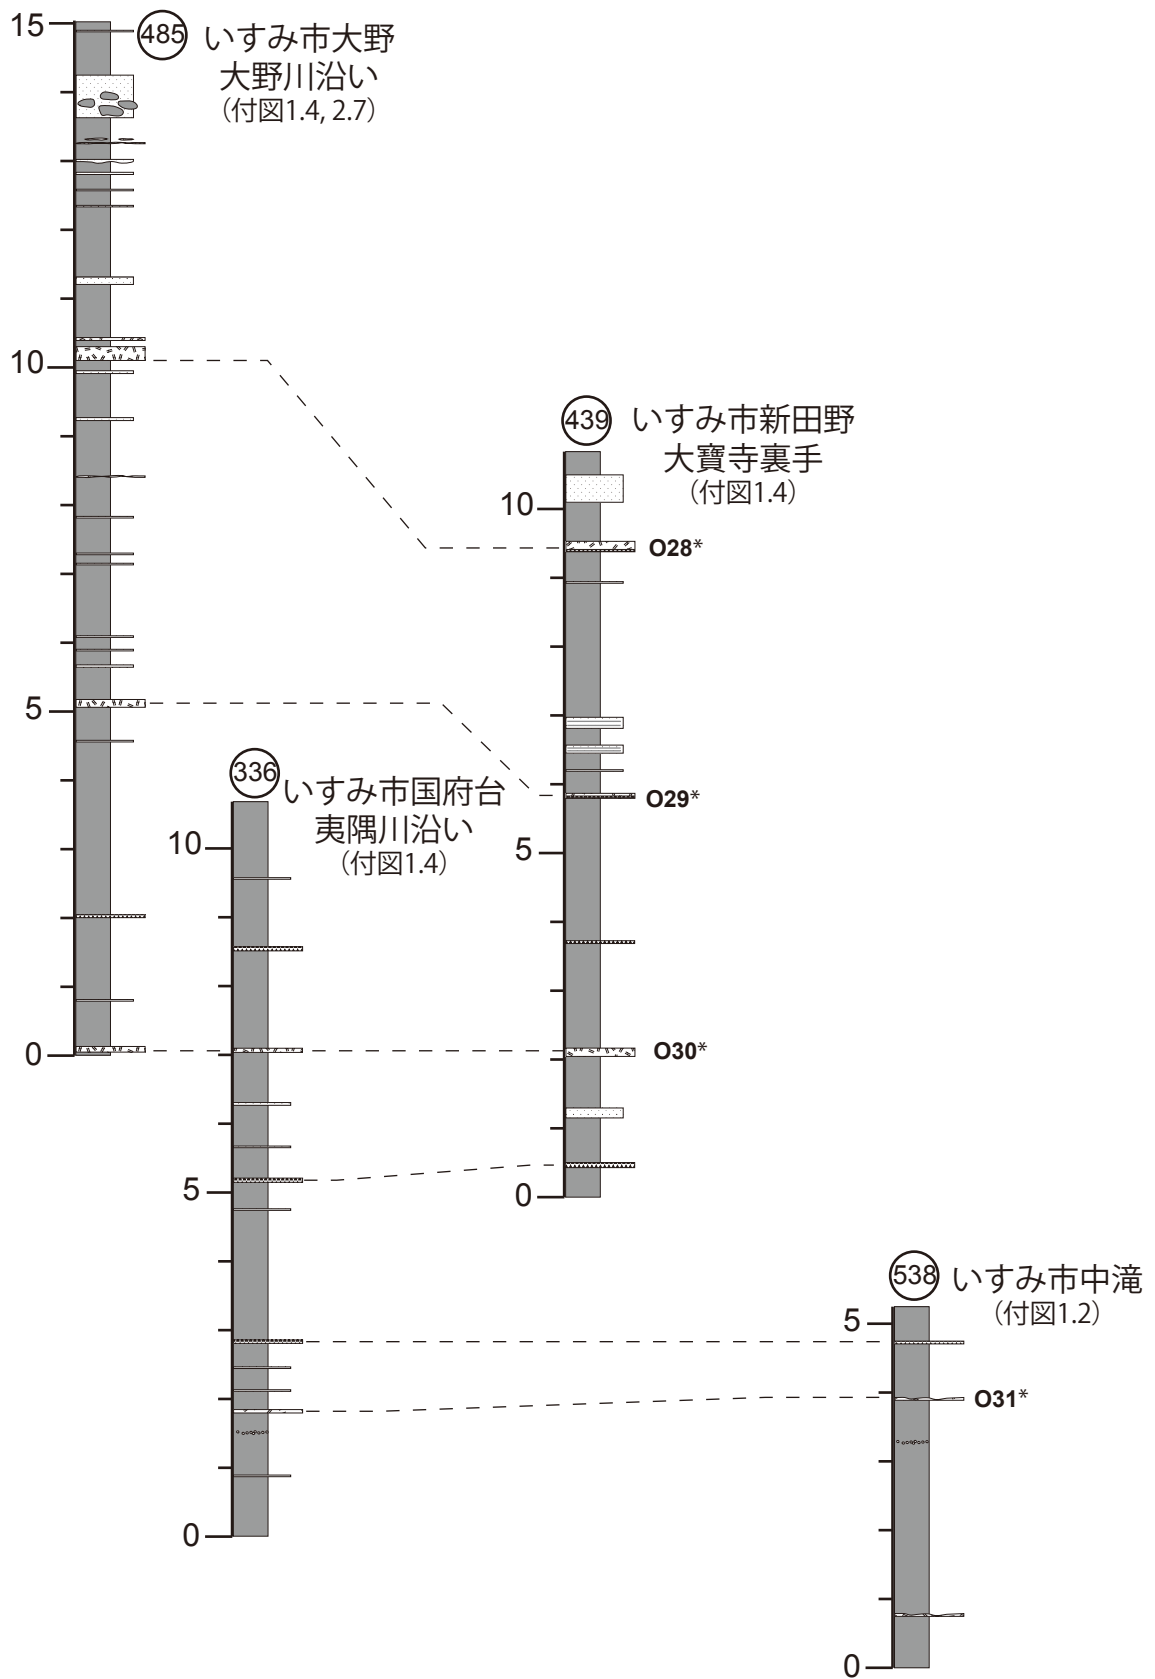 15
485
いすみ市大野
大野川沿い
（付図1.4, 2.7）
10
5
0
439
いすみ市新田野
大寶寺裏手
（付図1.4）
10
O28*
O29*
5
O30*
0
336
いすみ市国府台
夷隅川沿い
（付図1.4）
10
5
0
538
いすみ市中滝
（付図1.2）
5
O31*
0